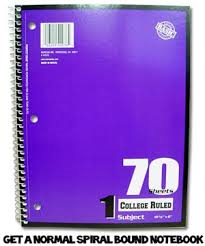 70
Sheets
1
COLLEGE RULED
Subject
GET A NORMAL SPIRAL BOUND NOTEBOOK